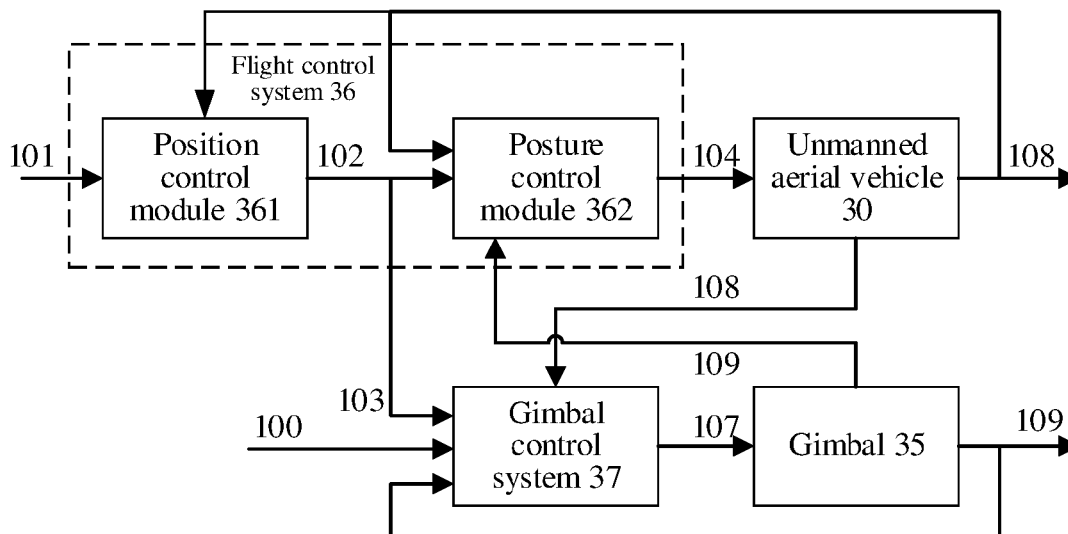 Flight control
system 36
101
Position
control
module 361
102
Posture
control
module 362
104
Unmanned
aerial vehicle
30
108
108
109
103
100
Gimbal
control
system 37
107
Gimbal 35
109